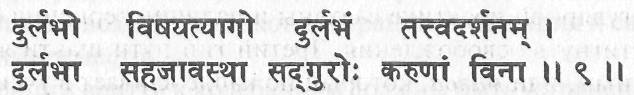 दुर्लभो विषयत्यागो दुर्लभं तत्त्वदर्शनम् ।
दुर्लभा सहजावस्था सद्गुरोः करुणां विना ।। ९ ।।